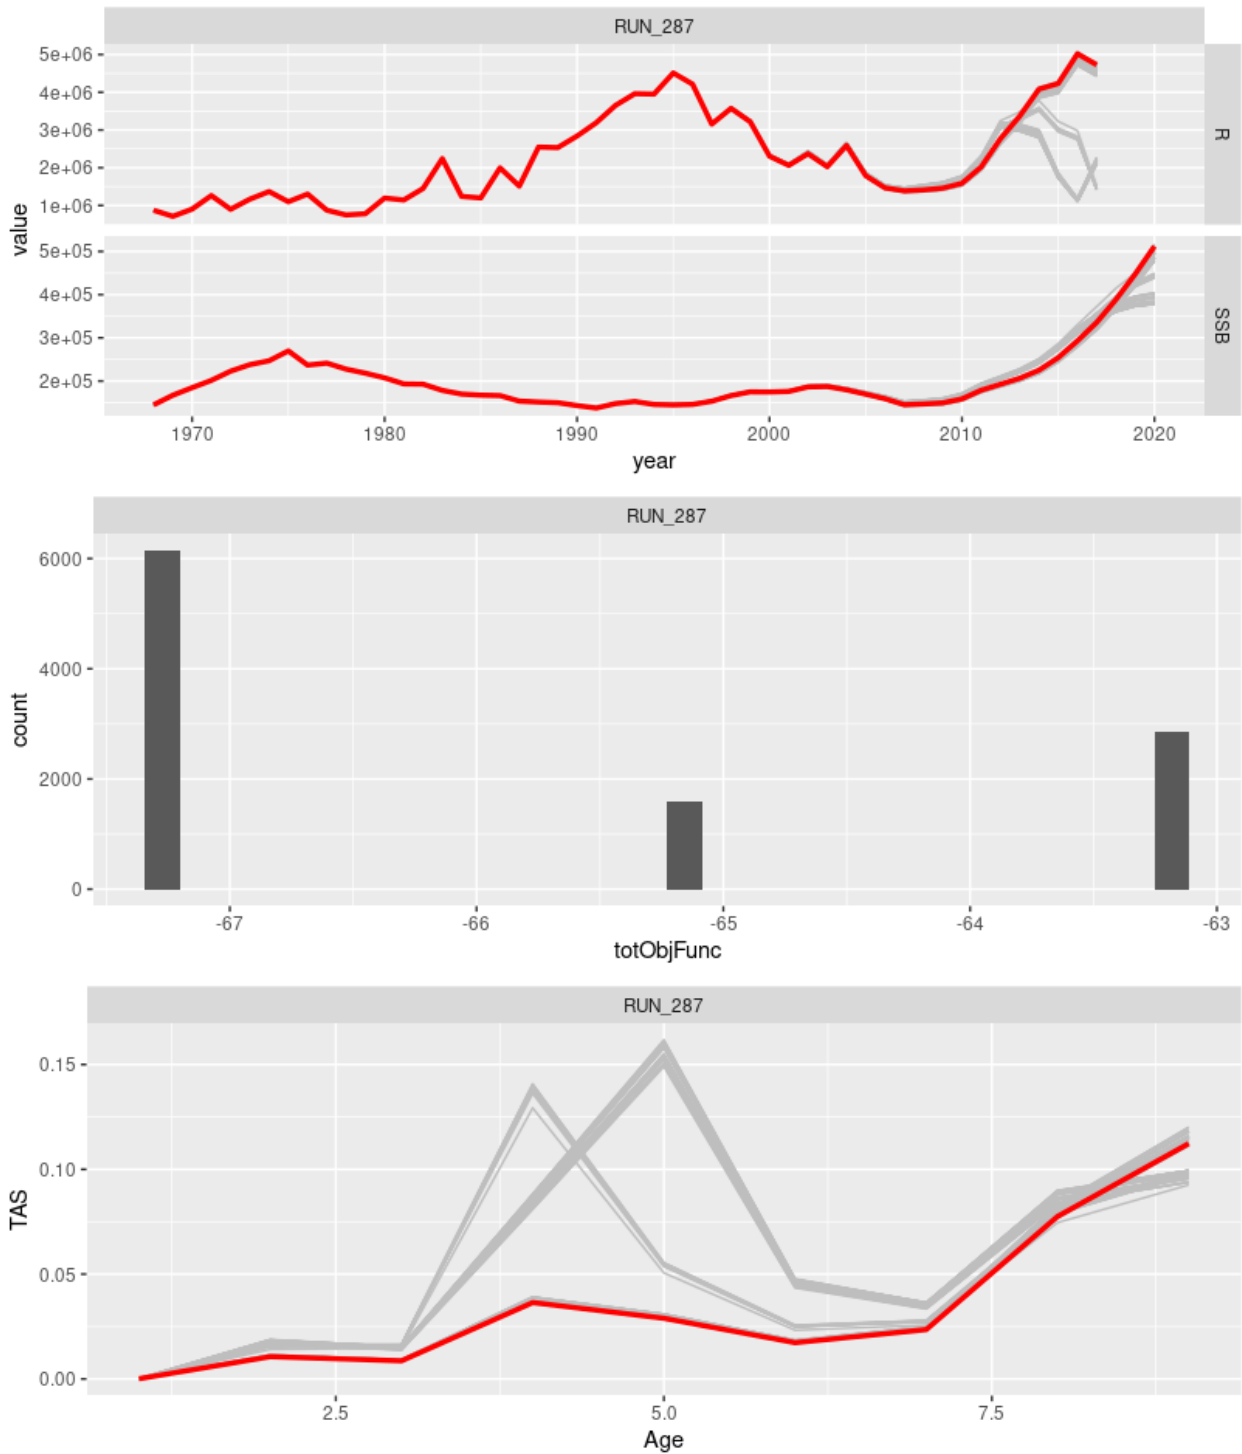 RUN_287
5e+06
4e+06
3e+06
2e+06
1e+06
R
value
5e+05
4e+05
3e+05
2e+05
SSB
1970 1980 1990 2000 2010 2020
year
RUN_287
6000
4000
2000
0
count
-67 -66 -65 -64 -63
totObjFunc
RUN_287
0.15
0.10
0.05
0.00
TAS
2.5 5.0 7.5
Age